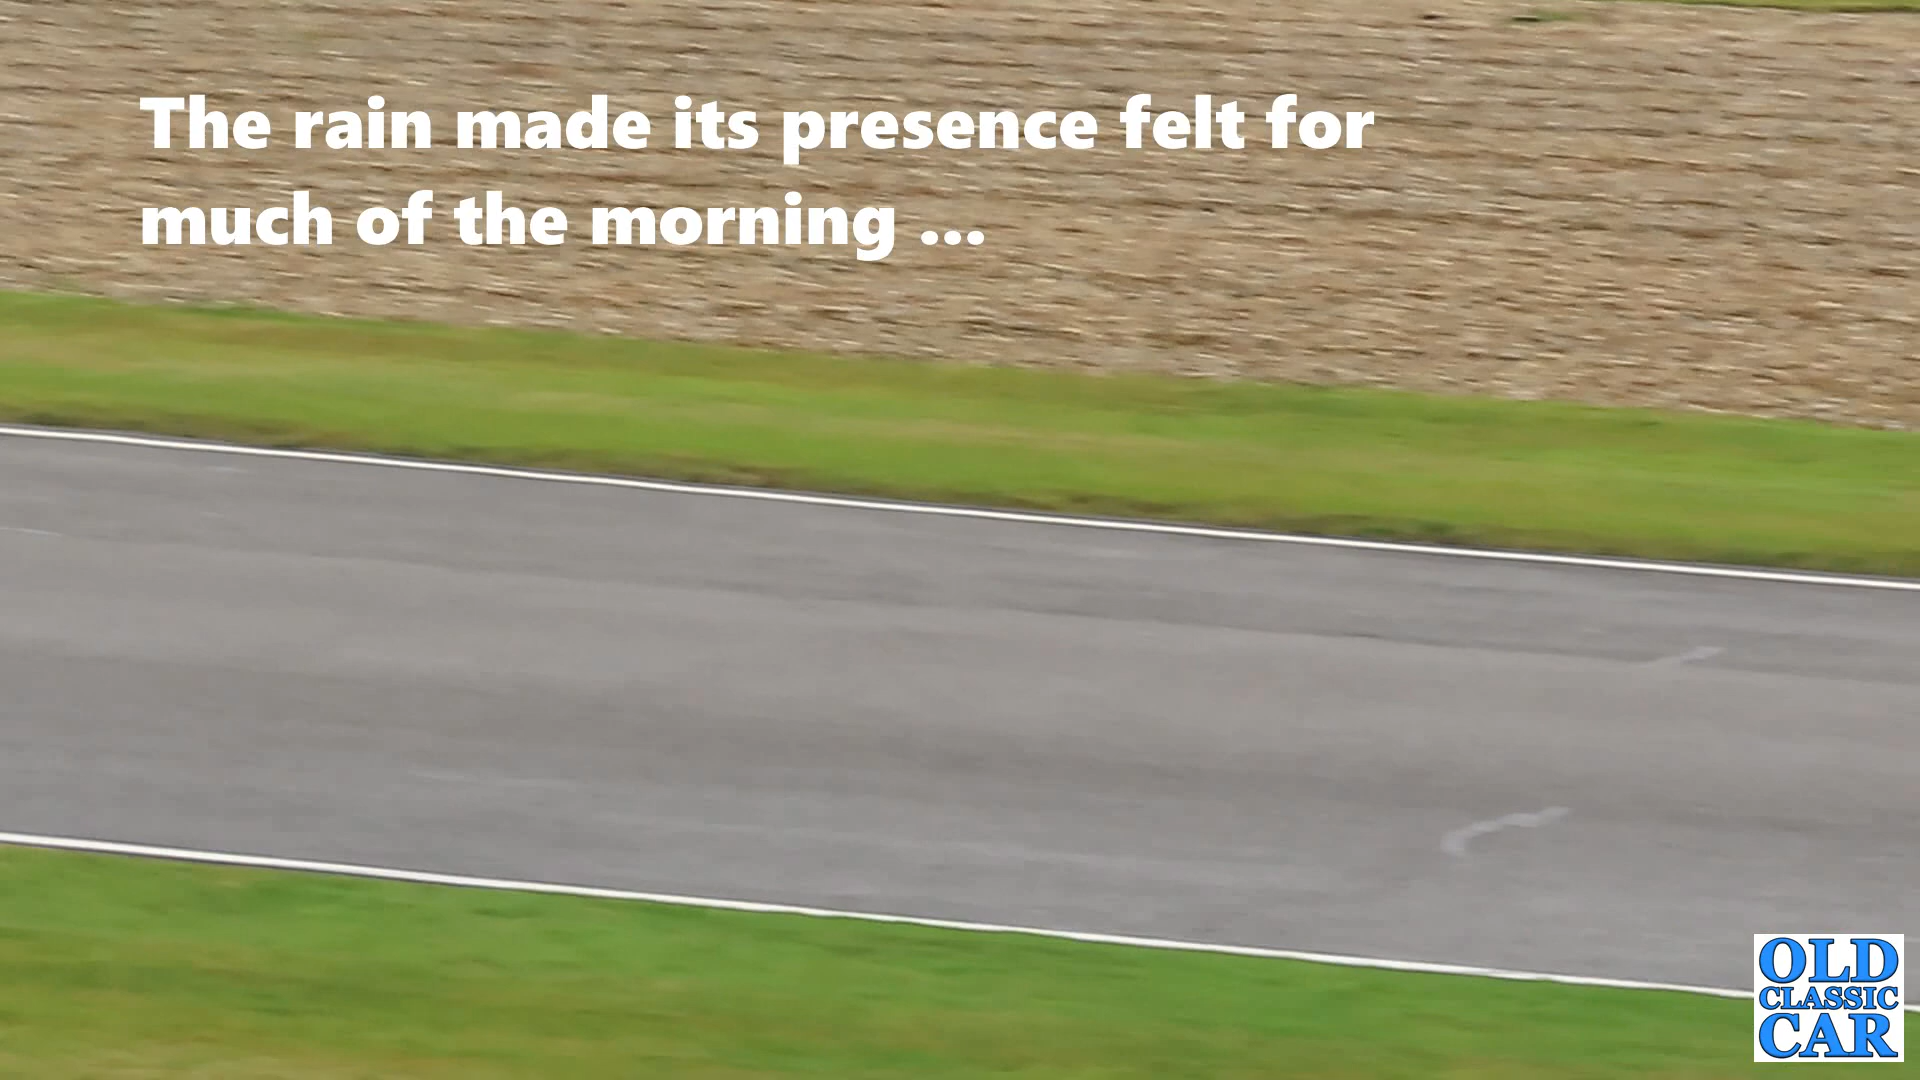 The rain made its presence felt for
much of the morning ...
OLD
CLASSIC
CAR